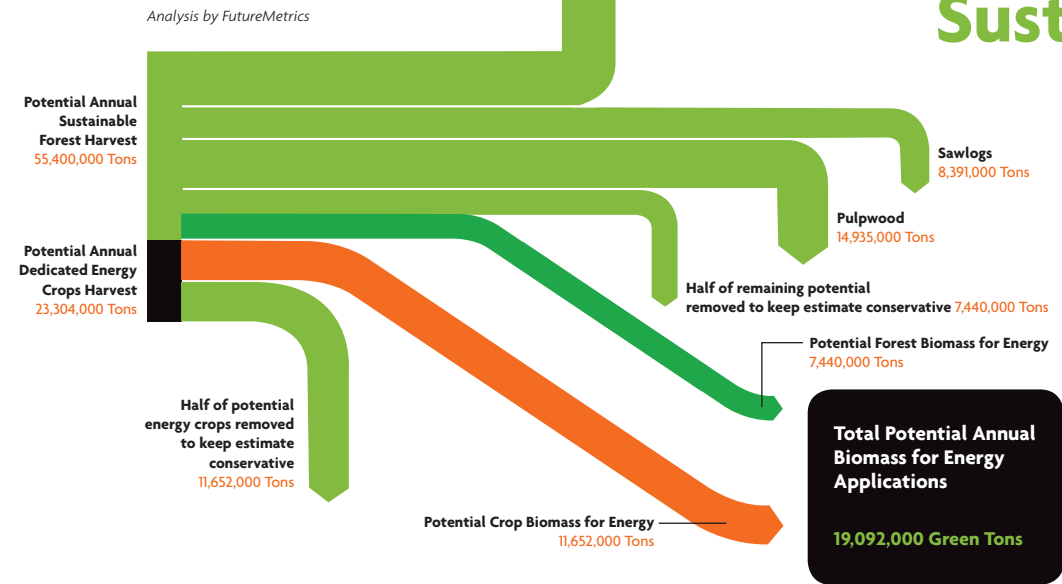 Analysis by FutureMetrics
Sust
Potential Annual
Sustainable
Forest Harvest
55,400,000 Tons
Sawlogs
8,391,000 Tons
Pulpwood
14,935,000 Tons
Potential Annual
Dedicated Energy
Crops Harvest
23,304,000 Tons
Half of remaining potential
removed to keep estimate conservative 7,440,000 Tons
Potential Forest Biomass for Energy
7,440,000 Tons
Half of potential
energy crops removed
to keep estimate
conservative
11,652,000 Tons
Total Potential Annual
Biomass for Energy
Applications
19,092,000 Green Tons
Potential Crop Biomass for Energy
11,652,000 Tons